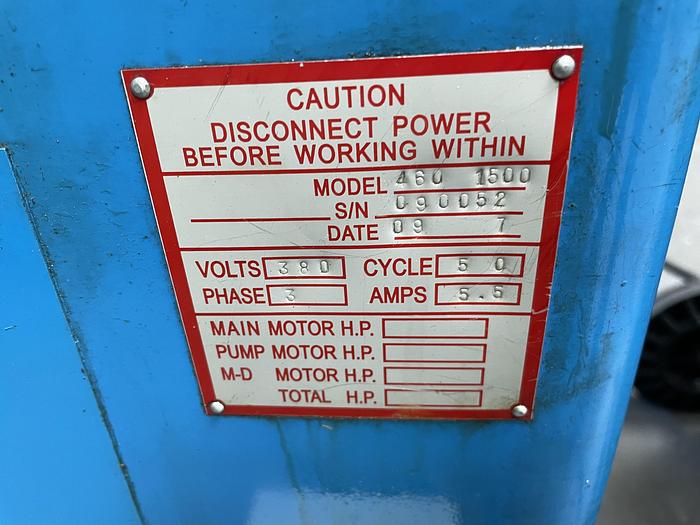 CAUTION
DISCONNECT POWER
BEFORE WORKING WITHIN
MODEL 460 1500
S/N 090052
DATE 09 7
VOLTS 380 CYCLE 50
PHASE 3 AMPS 5.5
MAIN MOTOR H.P.
PUMP MOTOR H.P.
M-D MOTOR H.P.
TOTAL H.P.